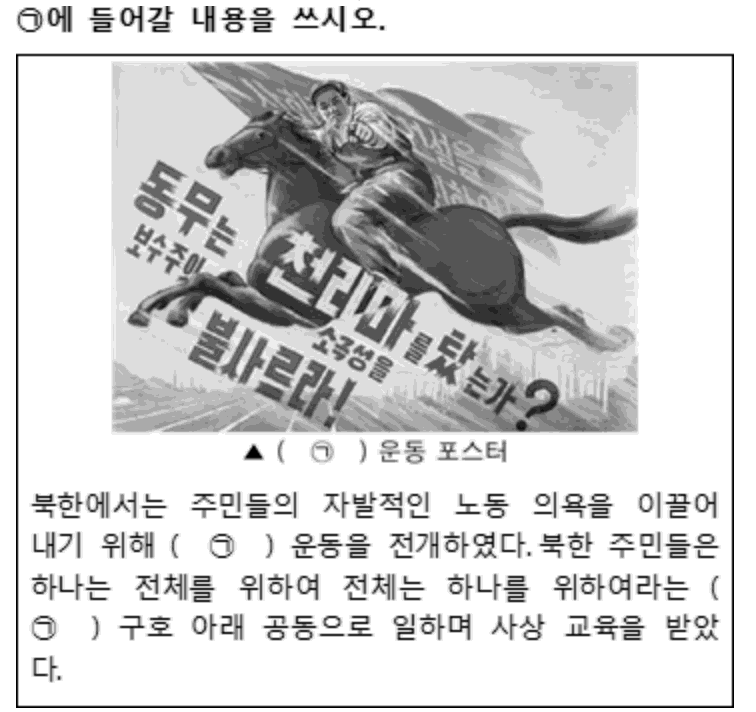 ㉠에 들어갈 내용을 쓰시오.
동무는
천리마를 탔는가?
보수주의
소극성을
불사르라!
▲ ( ㉠ ) 운동 포스터
북한에서는 주민들의 자발적인 노동 의욕을 이끌어
내기 위해 ( ㉠ ) 운동을 전개하였다. 북한 주민들은
하나는 전체를 위하여 전체는 하나를 위하여라는 (
㉠ ) 구호 아래 공동으로 일하며 사상 교육을 받았
다.